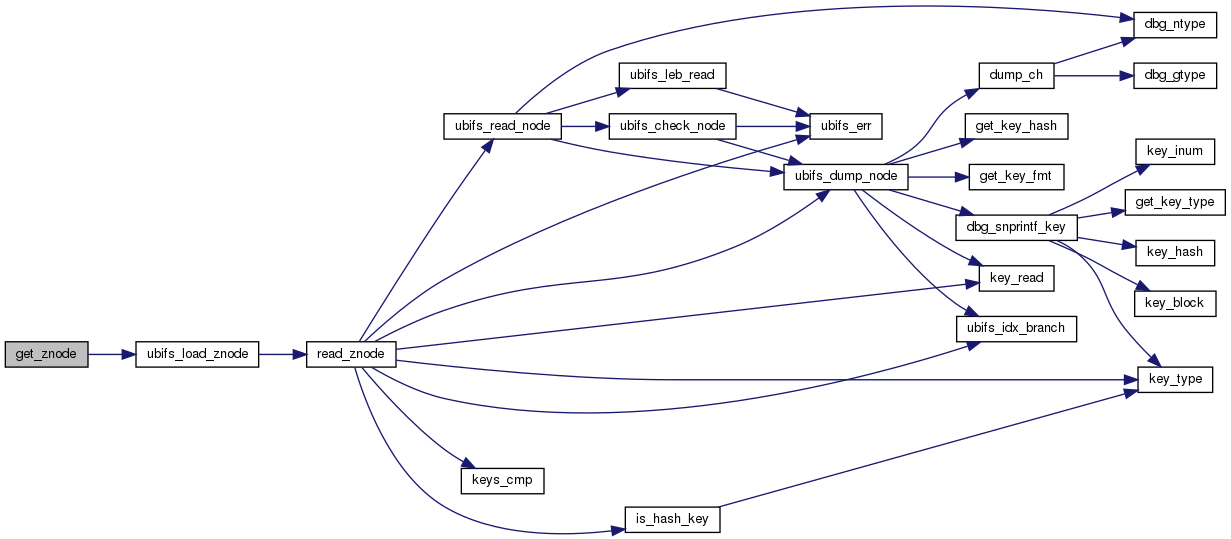 dbg_ntype
ubifs_leb_read
dump_ch
dbg_gtype
ubifs_read_node
ubifs_check_node
ubifs_err
get_key_hash
key_inum
ubifs_dump_node
get_key_fmt
get_key_type
dbg_snprintf_key
key_hash
key_read
key_block
ubifs_idx_branch
get_znode
ubifs_load_znode
read_znode
key_type
keys_cmp
is_hash_key